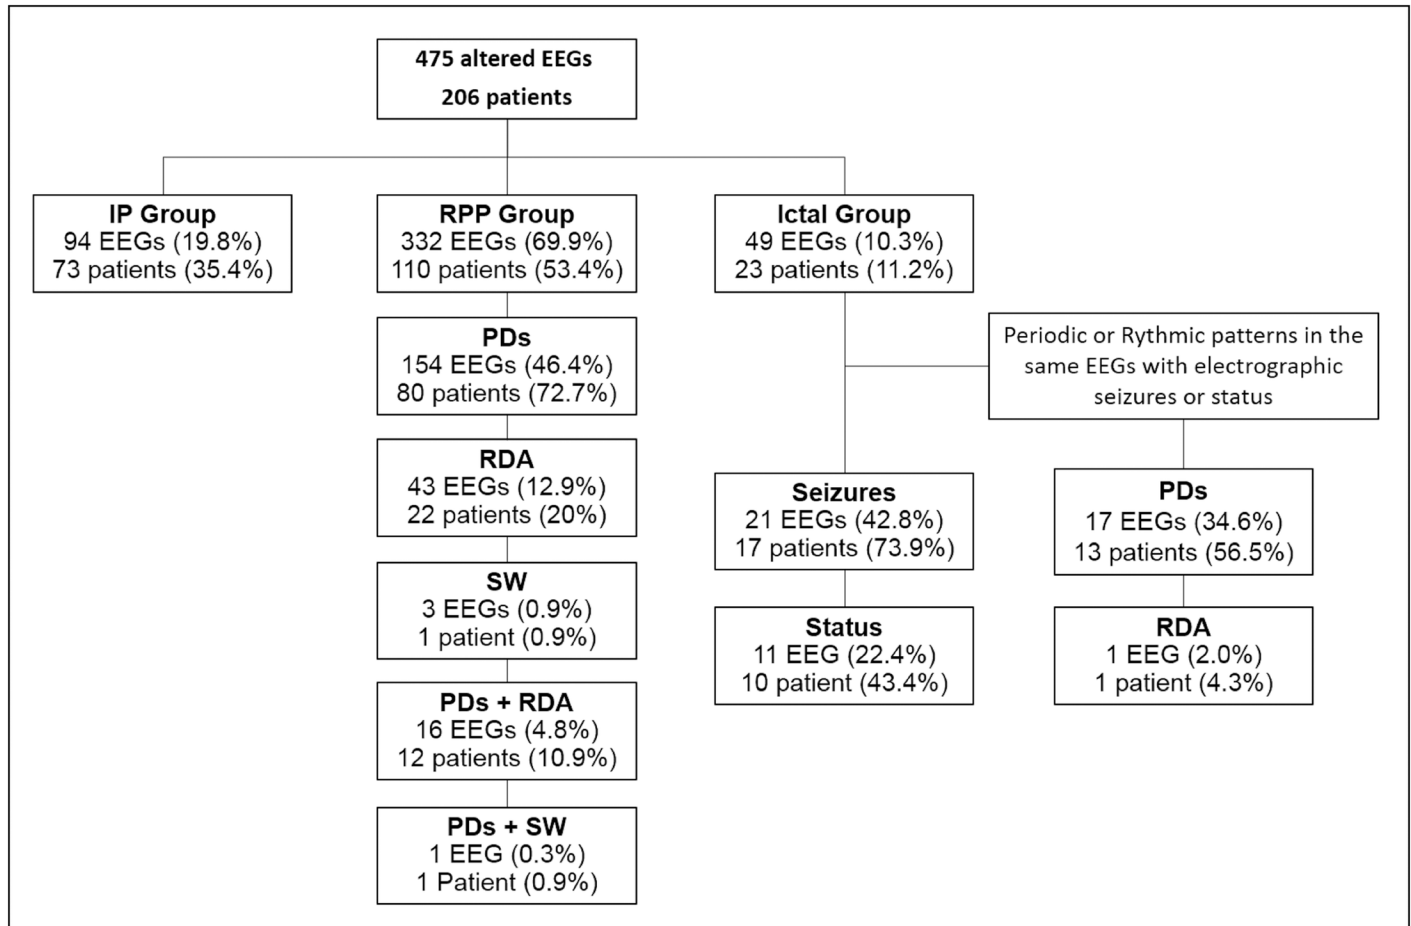 475 altered EEGs
206 patients
IP Group
94 EEGs (19.8%)
73 patients (35.4%)
RPP Group
332 EEGs (69.9%)
110 patients (53.4%)
Ictal Group
49 EEGs (10.3%)
23 patients (11.2%)
PDs
154 EEGs (46.4%)
80 patients (72.7%)
RDA
43 EEGs (12.9%)
22 patients (20%)
SW
3 EEGs (0.9%)
1 patient (0.9%)
PDs + RDA
16 EEGs (4.8%)
12 patients (10.9%)
PDs + SW
1 EEG (0.3%)
1 Patient (0.9%)
Periodic or Rythmic patterns in the
same EEGs with electrographic
seizures or status
Seizures
21 EEGs (42.8%)
17 patients (73.9%)
Status
11 EEG (22.4%)
10 patient (43.4%)
PDs
17 EEGs (34.6%)
13 patients (56.5%)
RDA
1 EEG (2.0%)
1 patient (4.3%)